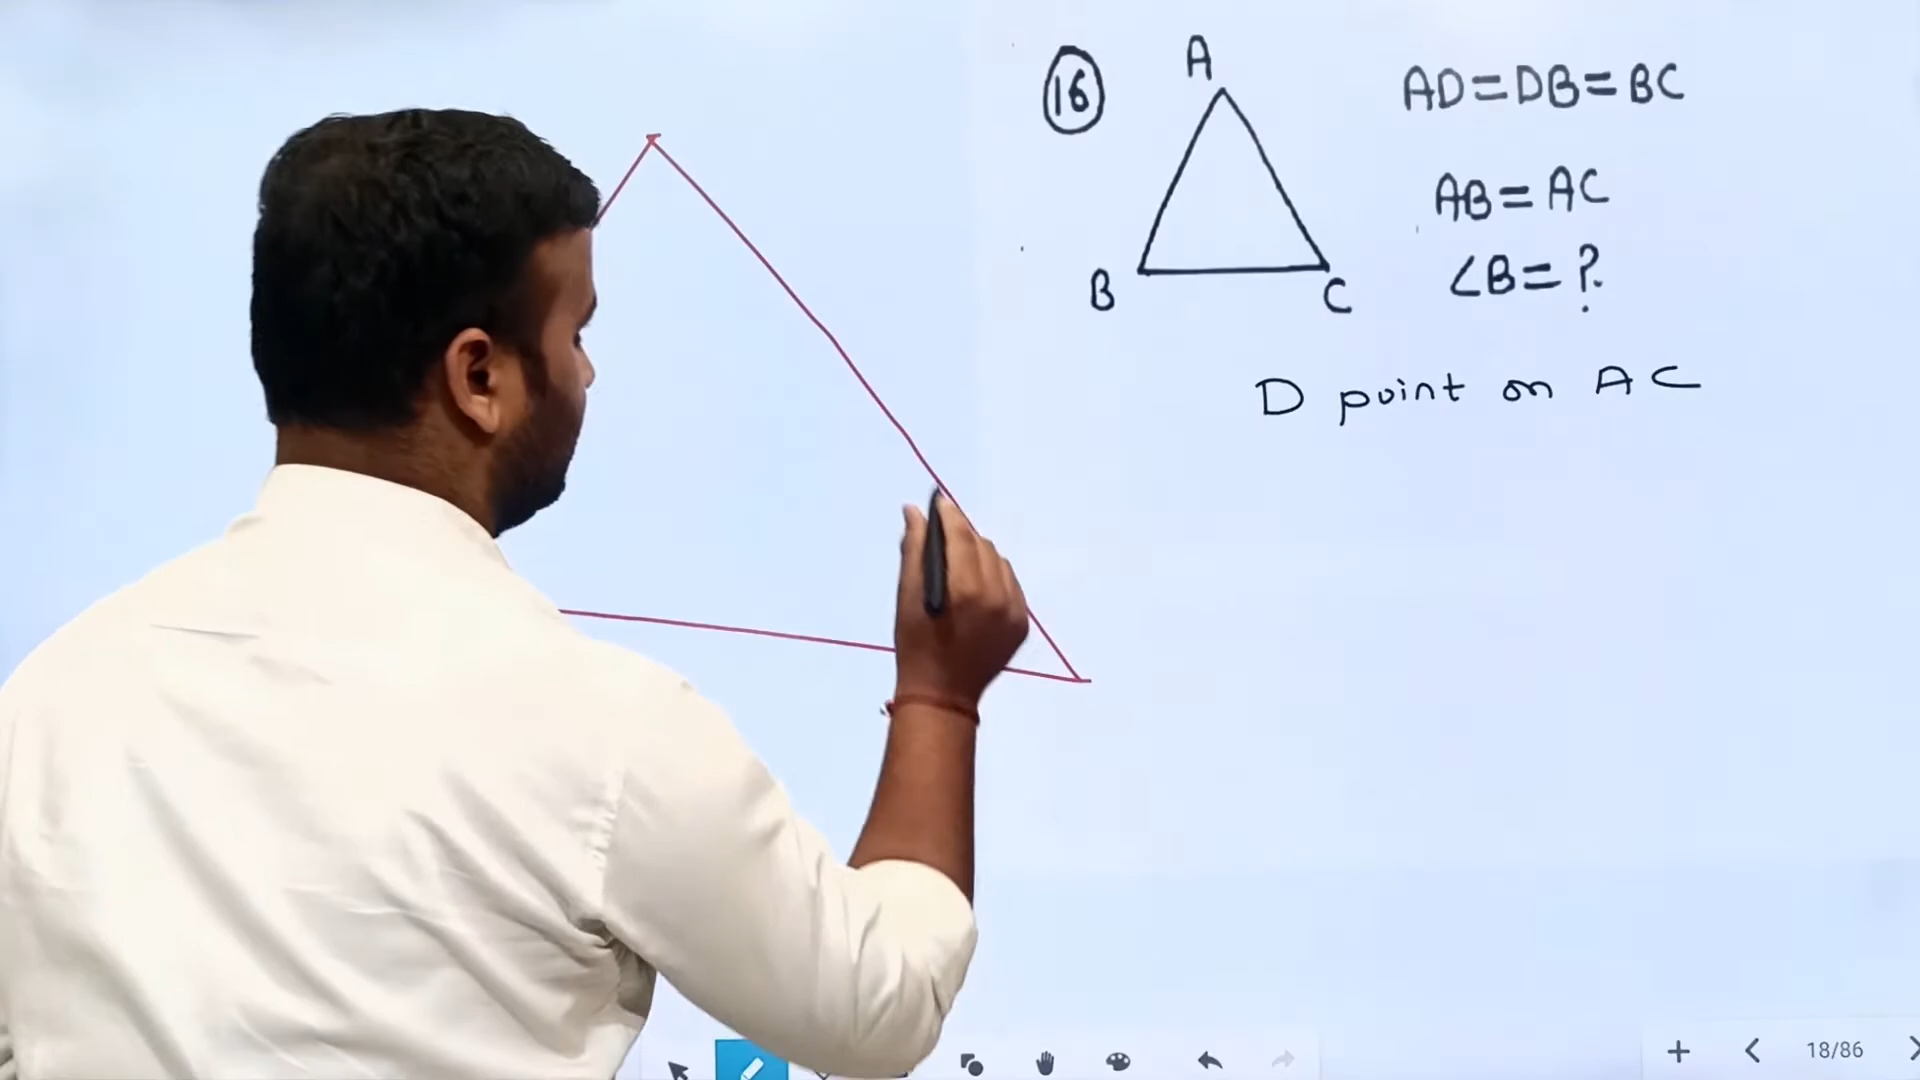 16
A
AD=DB=BC
AB=AC
B
C
∠B=?
D point on AC
18/86